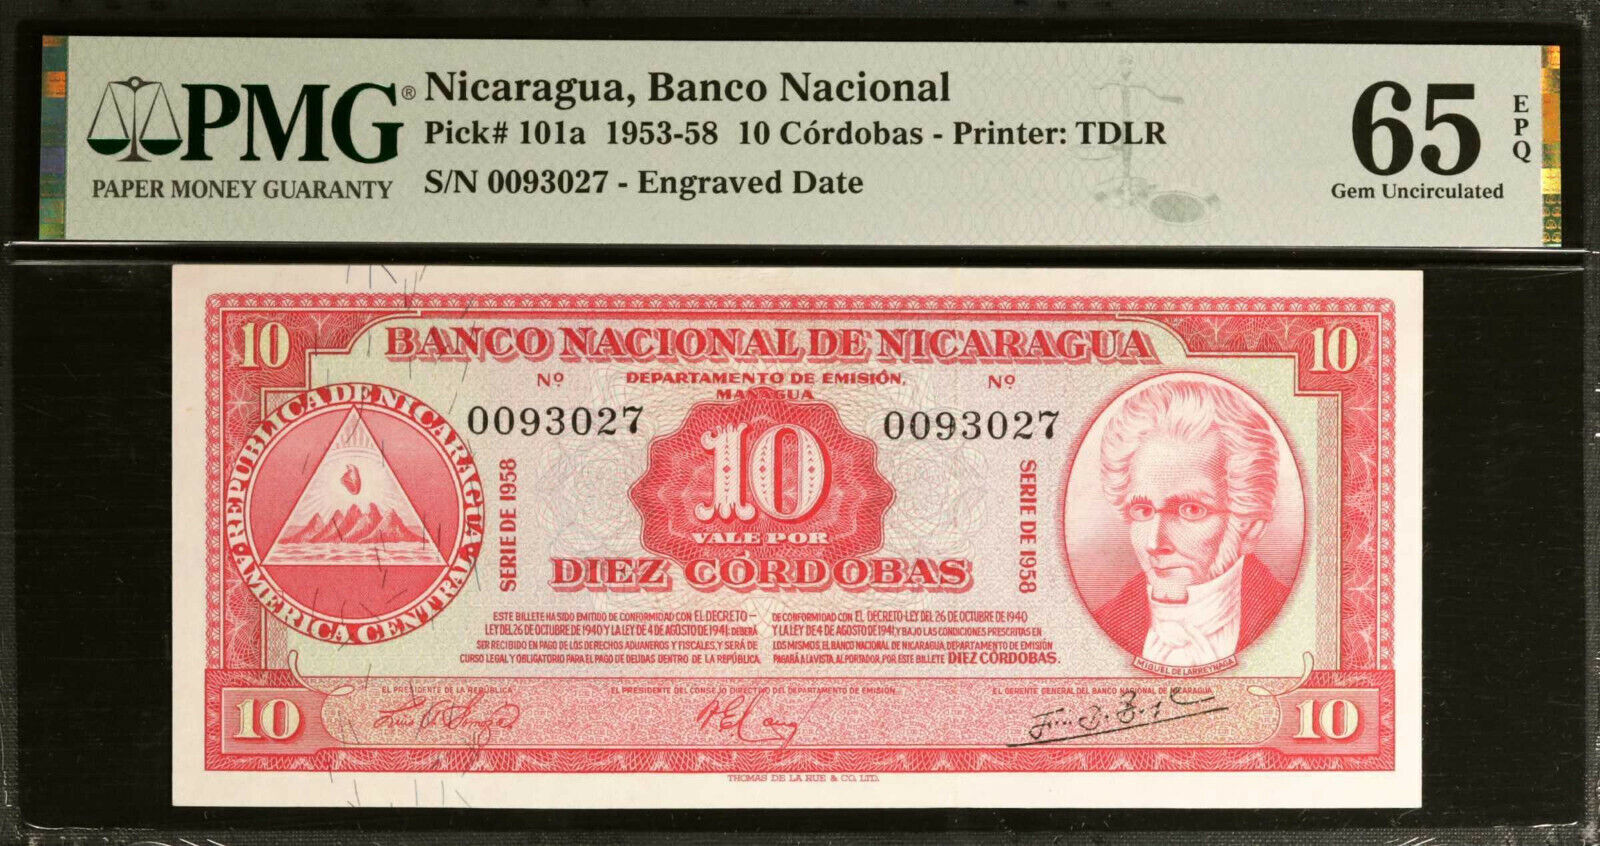 PMG®
PAPER MONEY GUARANTY
Nicaragua, Banco Nacional
Pick# 101a 1953-58 10 Córdobas - Printer: TDLR
S/N 0093027 - Engraved Date
65
EPQ
Gem Uncirculated
10
BANCO NACIONAL DE NICARAGUA
10
Nº DEPARTAMENTO DE EMISIÓN, Nº
MANAGUA
0093027 0093027
REPUBLICA DE NICARAGUA
AMERICA CENTRAL
SERIE DE 1958
10
SERIE DE 1958
VALE POR
DIEZ CÓRDOBAS
ESTE BILLETE HA SIDO EMITIDO DE CONFORMIDAD CON EL DECRETO-
LEY DEL 26 DE OCTUBRE DE 1940 Y LA LEY DE 4 DE AGOSTO DE 1941; DEBERÁ
SER RECIBIDO EN PAGO DE LOS DERECHOS ADUANEROS Y FISCALES, Y SERÁ DE
CURSO LEGAL Y OBLIGATORIO PARA EL PAGO DE DEUDAS DENTRO DE LA REPÚBLICA.
DE CONFORMIDAD CON EL DECRETO-LEY DEL 26 DE OCTUBRE DE 1940
Y LA LEY DE 4 DE AGOSTO DE 1941, Y BAJO LAS CONDICIONES PRESCRITAS EN
LOS MISMOS, EL BANCO NACIONAL DE NICARAGUA, DEPARTAMENTO DE EMISIÓN
PAGARÁ A LA VISTA, AL PORTADOR, POR ESTE BILLETE DIEZ CÓRDOBAS.
MIGUEL DE LARREYNAGA
EL PRESIDENTE DE LA REPÚBLICA
EL PRESIDENTE DEL CONSEJO DIRECTIVO DEL DEPARTAMENTO DE EMISIÓN
EL GERENTE GENERAL DEL BANCO NACIONAL DE NICARAGUA
10
10
THOMAS DE LA RUE & CO. LTD.